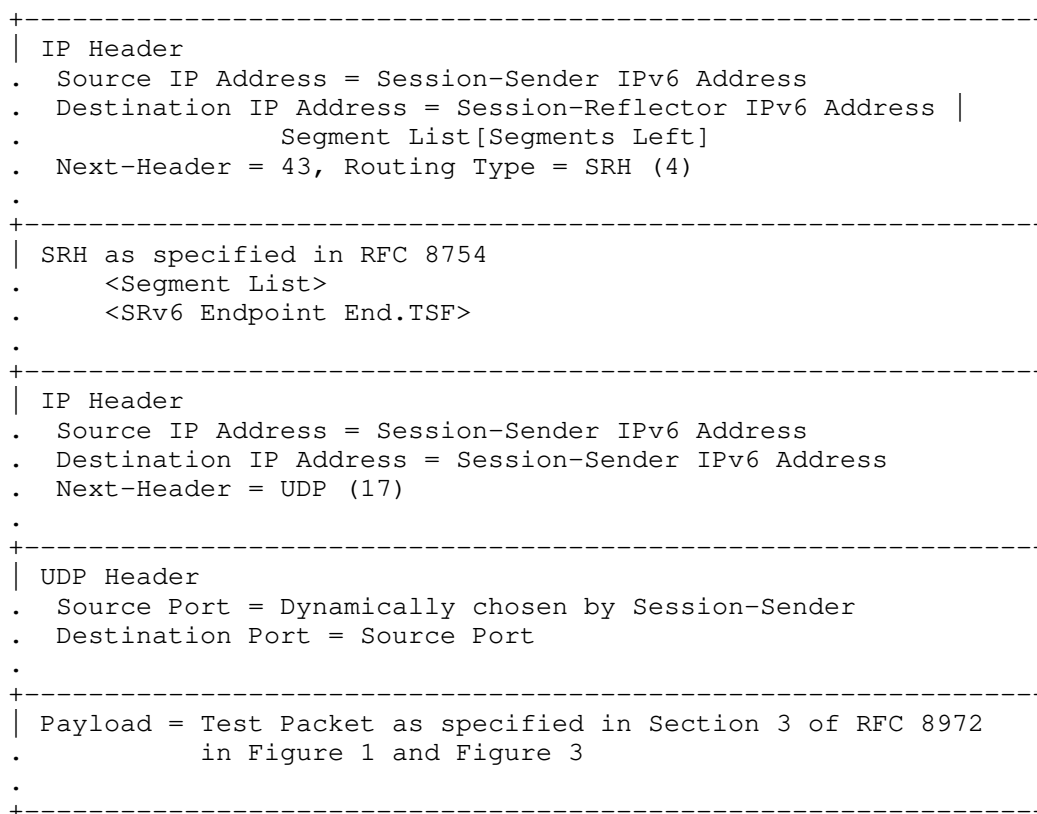 +---------------------------------------------------------------
| IP Header
. Source IP Address = Session-Sender IPv6 Address
. Destination IP Address = Session-Reflector IPv6 Address |
. Segment List[Segments Left]
. Next-Header = 43, Routing Type = SRH (4)
.
+---------------------------------------------------------------
| SRH as specified in RFC 8754
. <Segment List>
. <SRv6 Endpoint End.TSF>
.
+---------------------------------------------------------------
| IP Header
. Source IP Address = Session-Sender IPv6 Address
. Destination IP Address = Session-Sender IPv6 Address
. Next-Header = UDP (17)
.
+---------------------------------------------------------------
| UDP Header
. Source Port = Dynamically chosen by Session-Sender
. Destination Port = Source Port
.
+---------------------------------------------------------------
| Payload = Test Packet as specified in Section 3 of RFC 8972
. in Figure 1 and Figure 3
.
+---------------------------------------------------------------